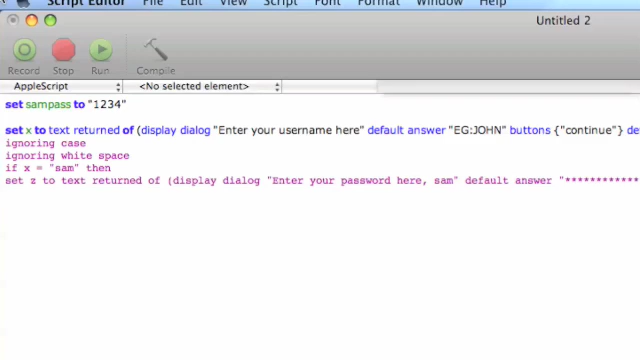 Script Editor File Edit View Script Font Format Window Help
Untitled 2
Record Stop Run Compile
AppleScript <No selected element>
set sampass to "1234"
set x to text returned of (display dialog "Enter your username here" default answer "EG:JOHN" buttons {"continue"} de
ignoring case
ignoring white space
if x = "sam" then
set z to text returned of (display dialog "Enter your password here, sam" default answer "************